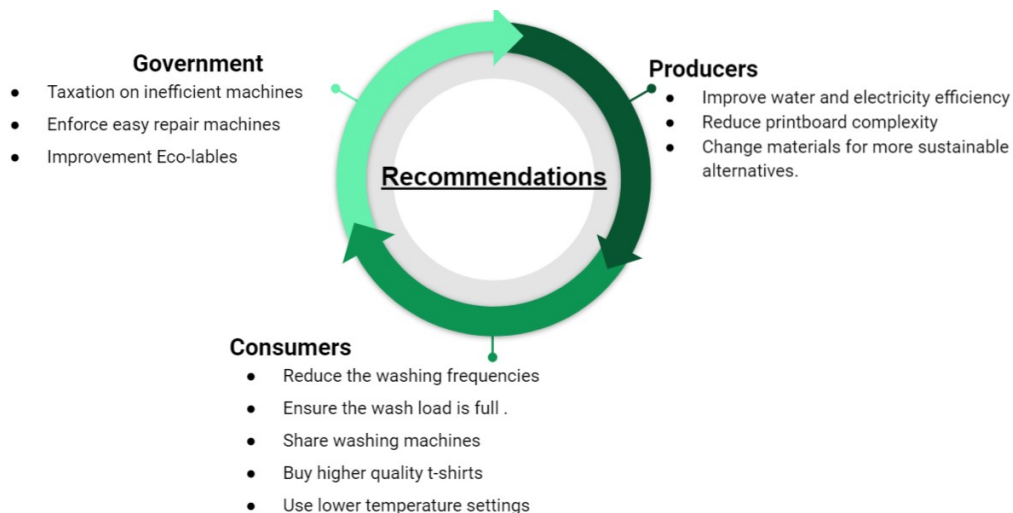 Government
● Taxation on inefficient machines
● Enforce easy repair machines
● Improvement Eco-lables
Producers
● Improve water and electricity efficiency
● Reduce printboard complexity
● Change materials for more sustainable
alternatives.
Recommendations
Consumers
● Reduce the washing frequencies
● Ensure the wash load is full .
● Share washing machines
● Buy higher quality t-shirts
● Use lower temperature settings